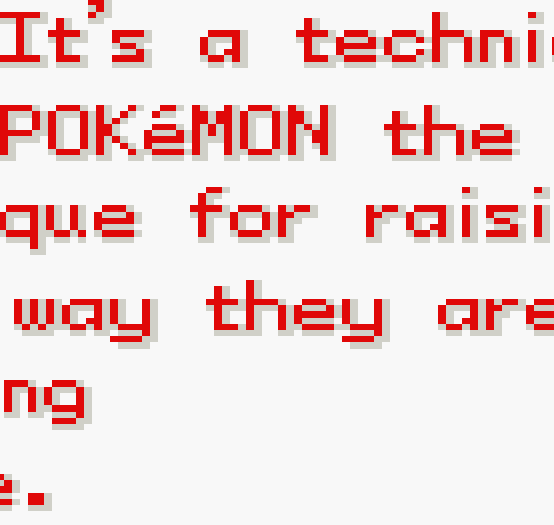 It's a techni
POKéMON the
que for raisi
way they are
ng
e.